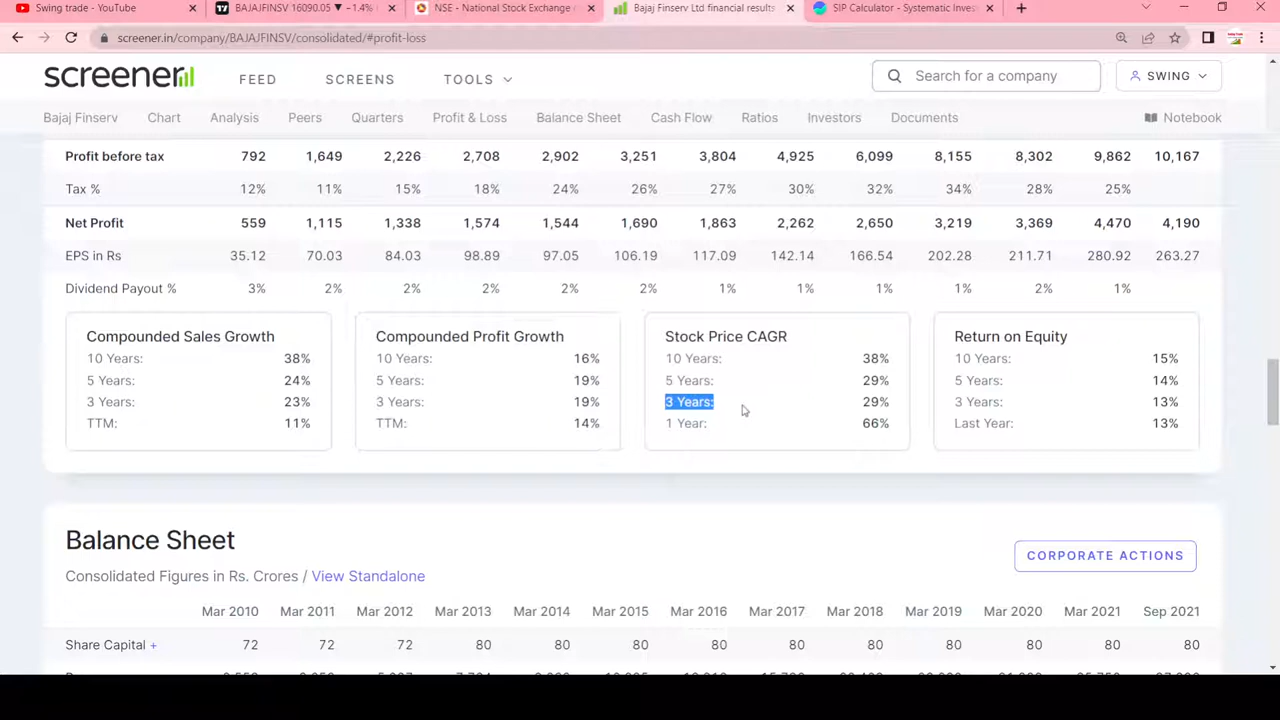 Swing trade - YouTube × BAJAJFINSV 16090.05 ▼ −1.4% × NSE - National Stock Exchange × Bajaj Finserv Ltd financial results × SIP Calculator - Systematic Inves ×
screener.in/company/BAJAJFINSV/consolidated/#profit-loss
screener FEED SCREENS TOOLS Search for a company SWING
Bajaj Finserv Chart Analysis Peers Quarters Profit & Loss Balance Sheet Cash Flow Ratios Investors Documents Notebook
Profit before tax 792 1,649 2,226 2,708 2,902 3,251 3,804 4,925 6,099 8,155 8,302 9,862 10,167
Tax % 12% 11% 15% 18% 24% 26% 27% 30% 32% 34% 28% 25%
Net Profit 559 1,115 1,338 1,574 1,544 1,690 1,863 2,262 2,650 3,219 3,369 4,470 4,190
EPS in Rs 35.12 70.03 84.03 98.89 97.05 106.19 117.09 142.14 166.54 202.28 211.71 280.92 263.27
Dividend Payout % 3% 2% 2% 2% 2% 2% 1% 1% 1% 1% 2% 1%
Compounded Sales Growth
10 Years: 38%
5 Years: 24%
3 Years: 23%
TTM: 11%
Compounded Profit Growth
10 Years: 16%
5 Years: 19%
3 Years: 19%
TTM: 14%
Stock Price CAGR
10 Years: 38%
5 Years: 29%
3 Years: 29%
1 Year: 66%
Return on Equity
10 Years: 15%
5 Years: 14%
3 Years: 13%
Last Year: 13%
Balance Sheet
CORPORATE ACTIONS
Consolidated Figures in Rs. Crores / View Standalone
Mar 2010 Mar 2011 Mar 2012 Mar 2013 Mar 2014 Mar 2015 Mar 2016 Mar 2017 Mar 2018 Mar 2019 Mar 2020 Mar 2021 Sep 2021
Share Capital + 72 72 72 80 80 80 80 80 80 80 80 80 80